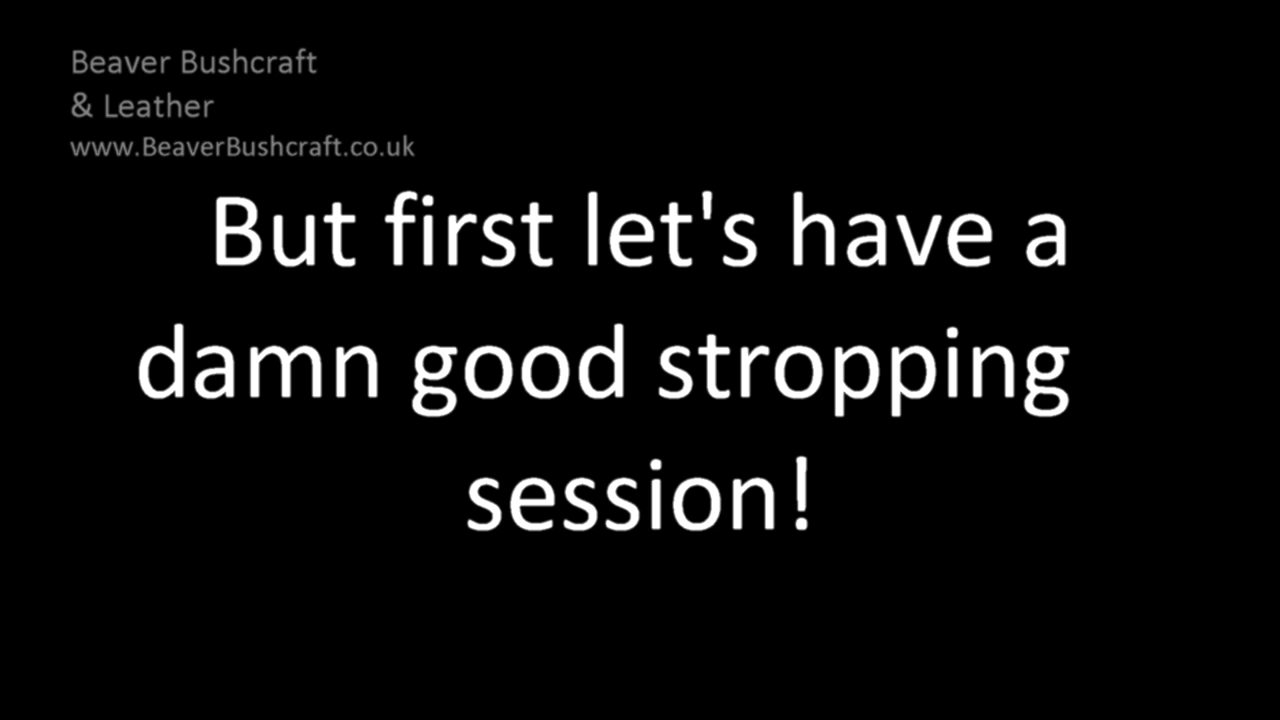 Beaver Bushcraft
& Leather
www.BeaverBushcraft.co.uk
But first let's have a
damn good stropping
session!